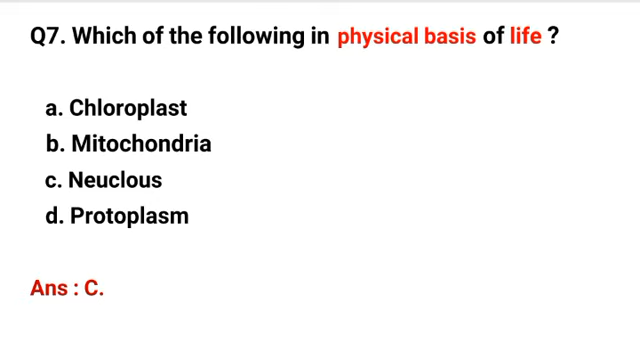 Q7. Which of the following in physical basis of life ?
a. Chloroplast
b. Mitochondria
c. Neuclous
d. Protoplasm
Ans : C.